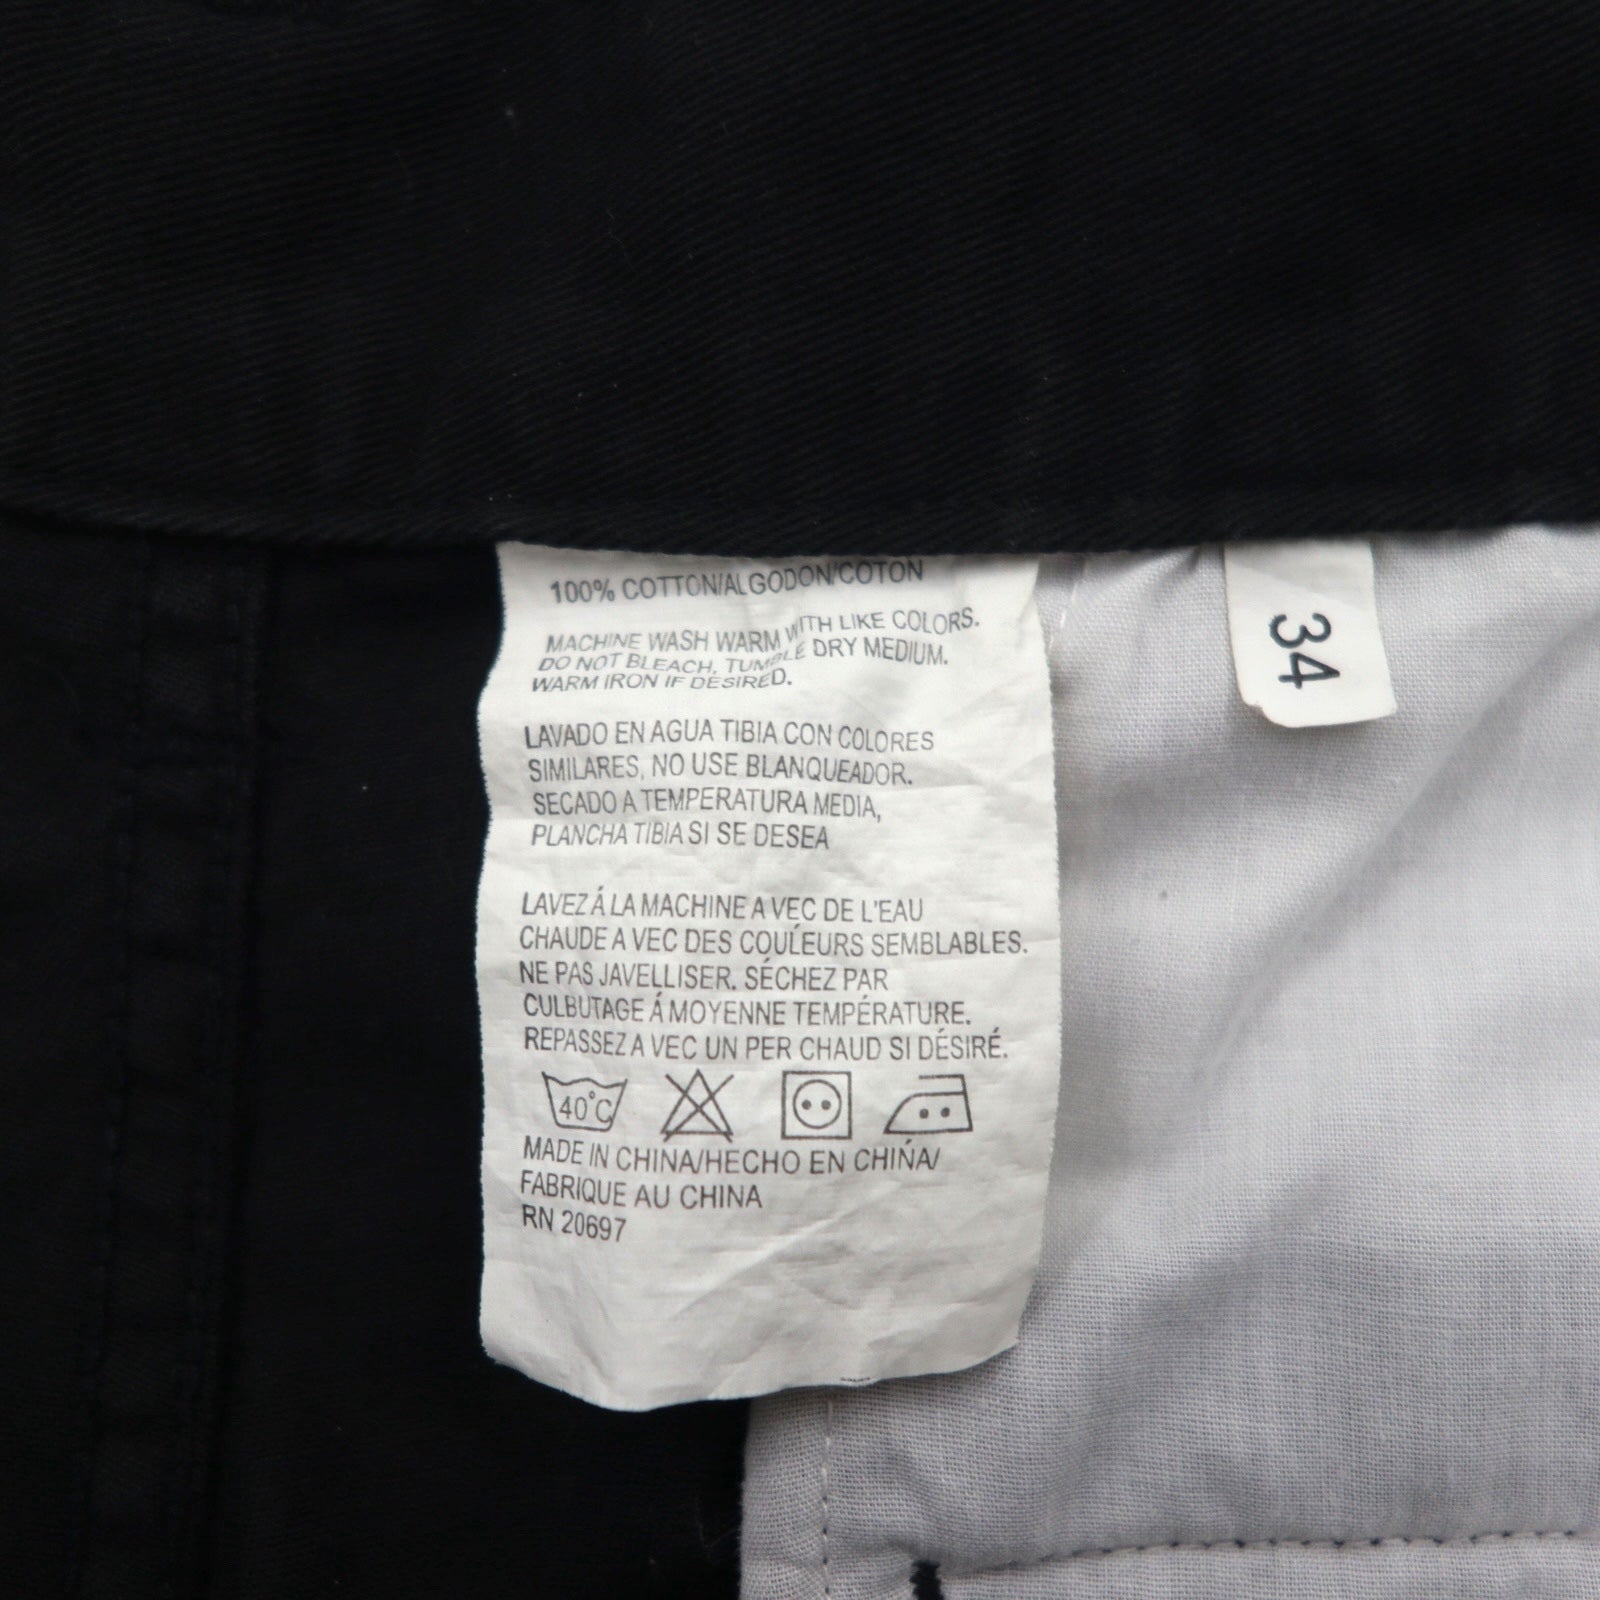 100% COTTON/ALGODON/COTON
MACHINE WASH WARM WITH LIKE COLORS.
DO NOT BLEACH, TUMBLE DRY MEDIUM.
WARM IRON IF DESIRED.
LAVADO EN AGUA TIBIA CON COLORES
SIMILARES, NO USE BLANQUEADOR.
SECADO A TEMPERATURA MEDIA,
PLANCHA TIBIA SI SE DESEA
LAVEZ Á LA MACHINE A VEC DE L'EAU
CHAUDE A VEC DES COUĹEURS SEMBLABLES.
NE PAS JAVELLISER. SÉCHEZ PAR
CULBUTAGE Á MOYENNE TEMPÉRATURE.
REPASSEZ A VEC UN PER CHAUD SI DÉSIRÉ.
40°C
MADE IN CHINA/HECHO EN CHIŃA/
FABRIQUE AU CHINA
RN 20697
34